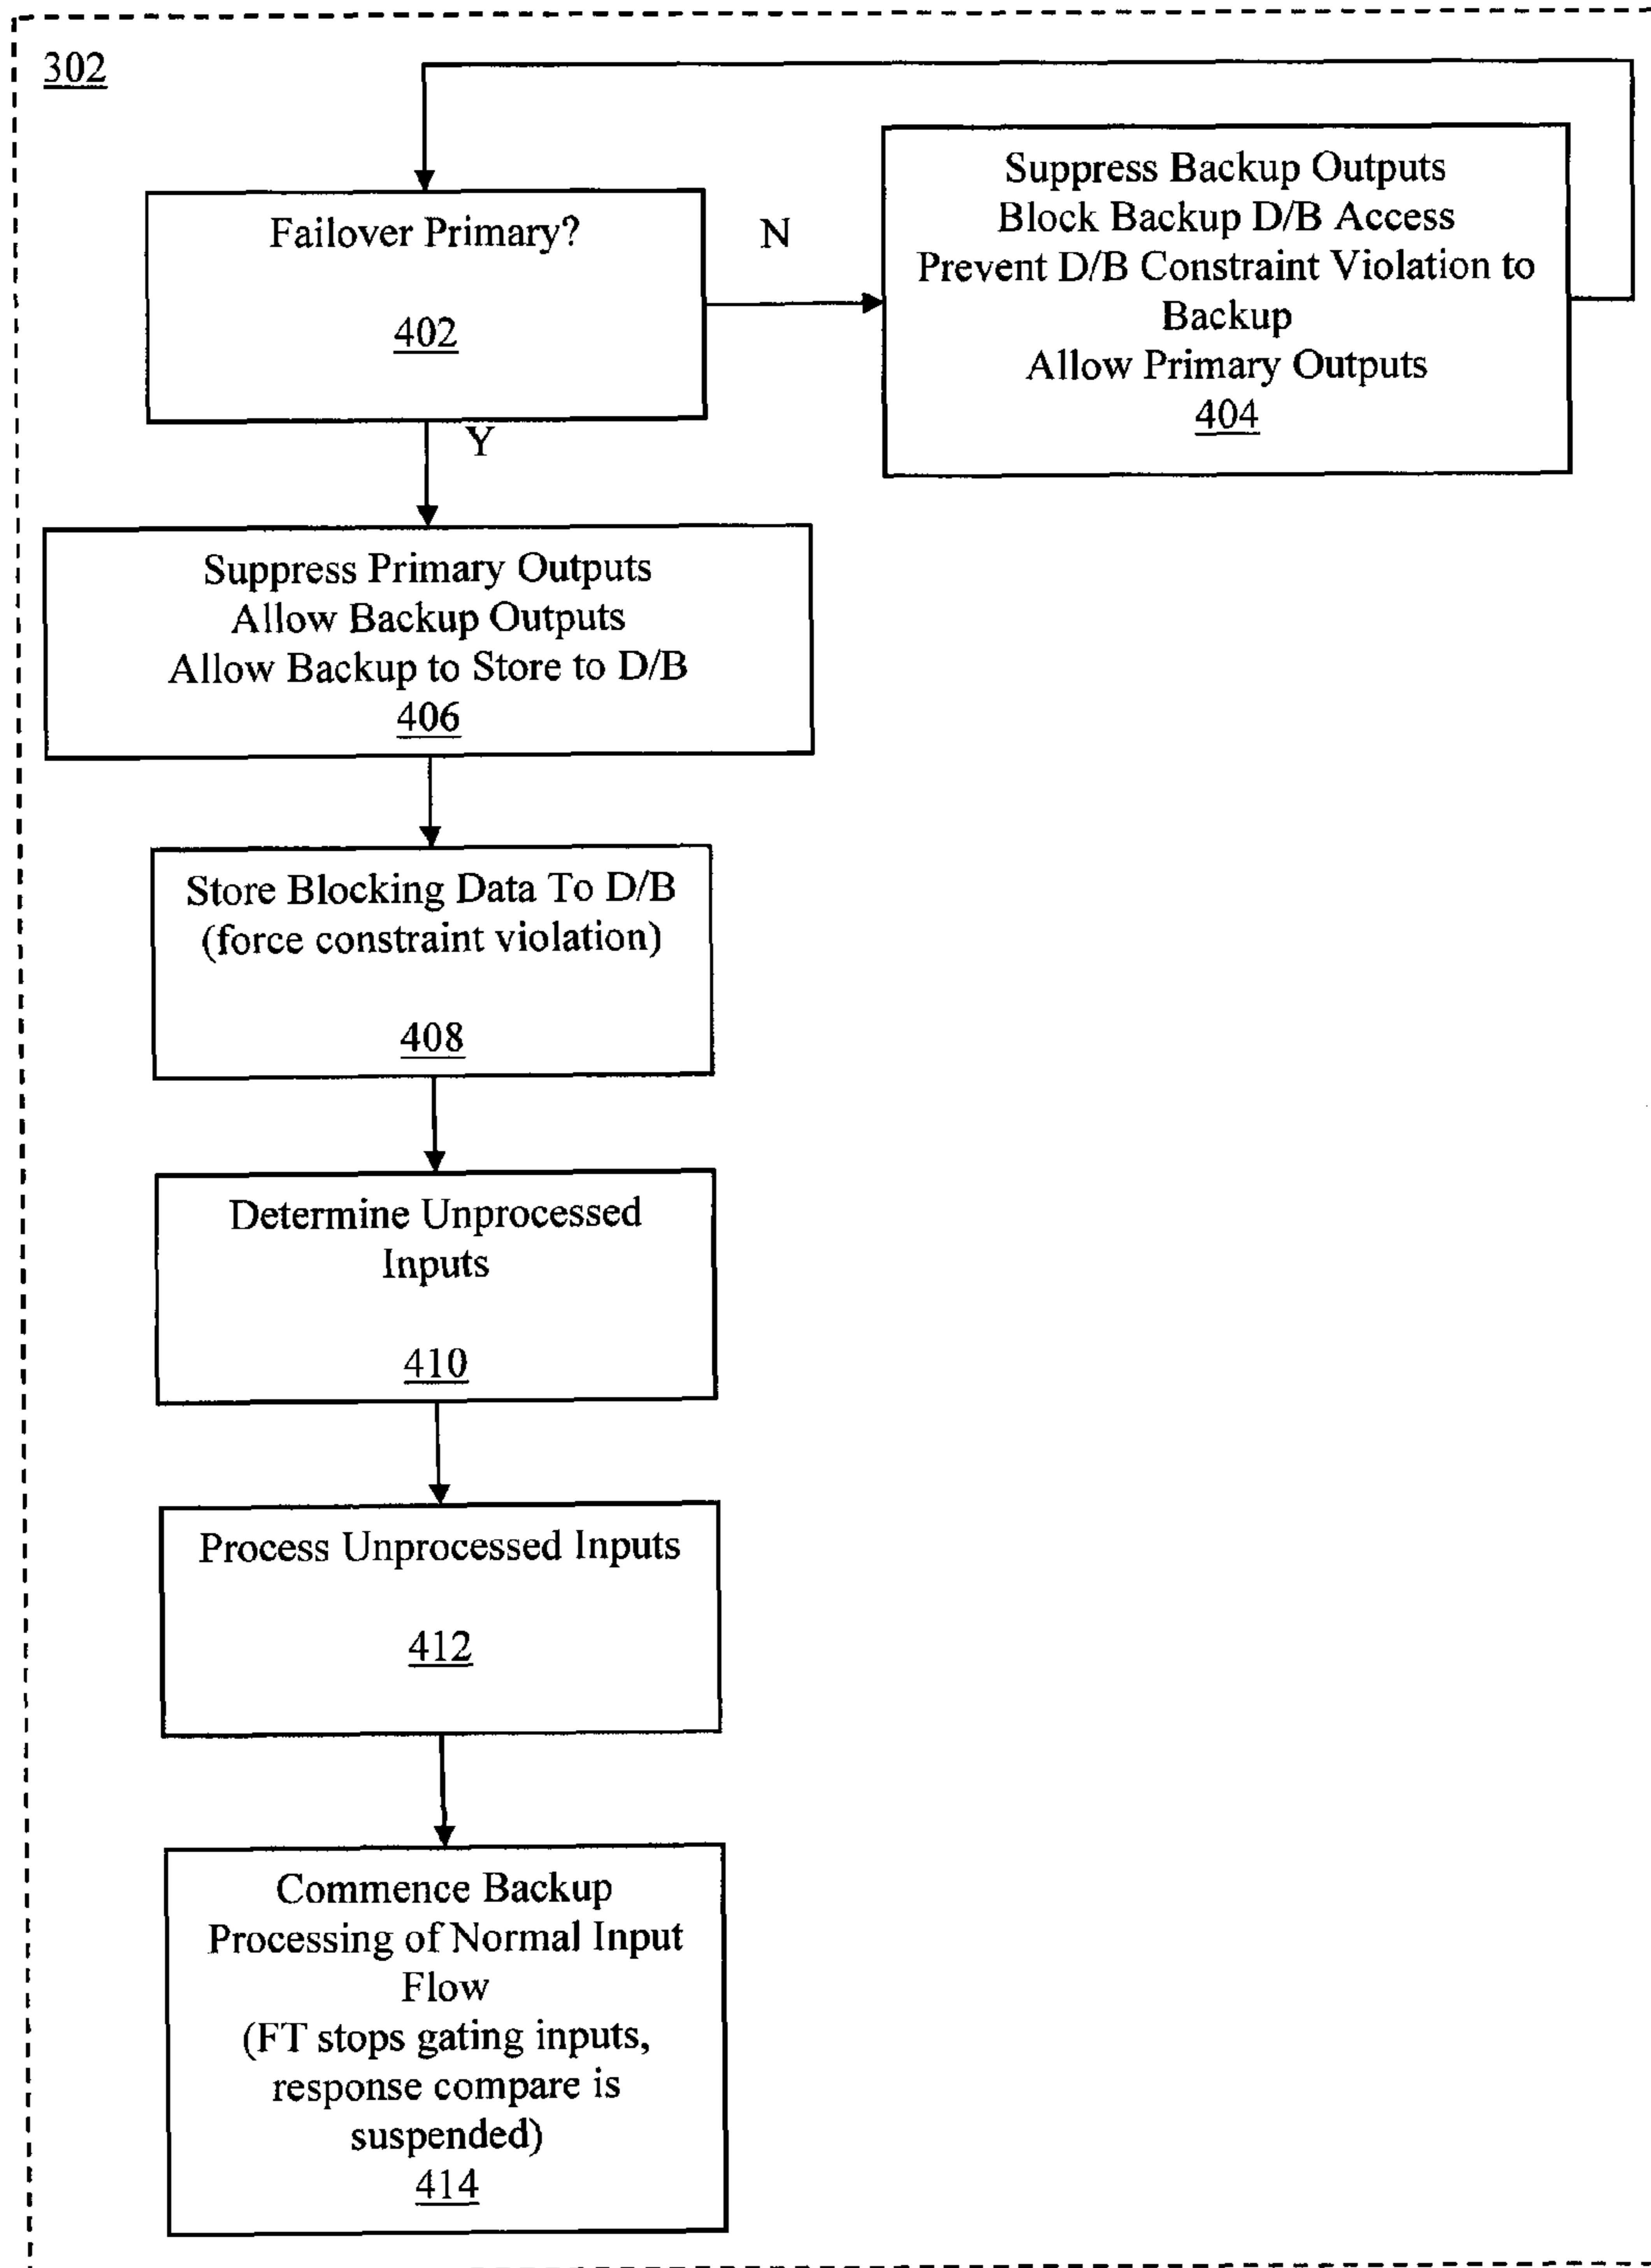 302
Failover Primary?
402
N
Suppress Backup Outputs
Block Backup D/B Access
Prevent D/B Constraint Violation to
Backup
Allow Primary Outputs
404
Y
Suppress Primary Outputs
Allow Backup Outputs
Allow Backup to Store to D/B
406
Store Blocking Data To D/B
(force constraint violation)
408
Determine Unprocessed
Inputs
410
Process Unprocessed Inputs
412
Commence Backup
Processing of Normal Input
Flow
(FT stops gating inputs,
response compare is
suspended)
414